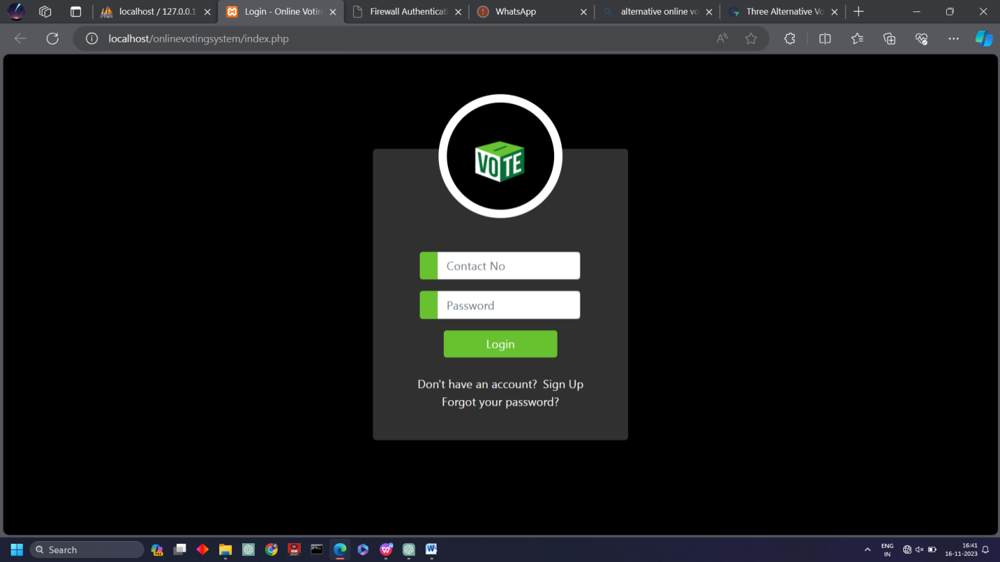 localhost / 127.0.0.1
Login - Online Votin
Firewall Authenticati
WhatsApp
alternative online vo
Three Alternative Vo
localhost/onlinevotingsystem/index.php
VOTE
Contact No
Password
Login
Don't have an account? Sign Up
Forgot your password?
Search
ENG
IN
16:41
16-11-2023